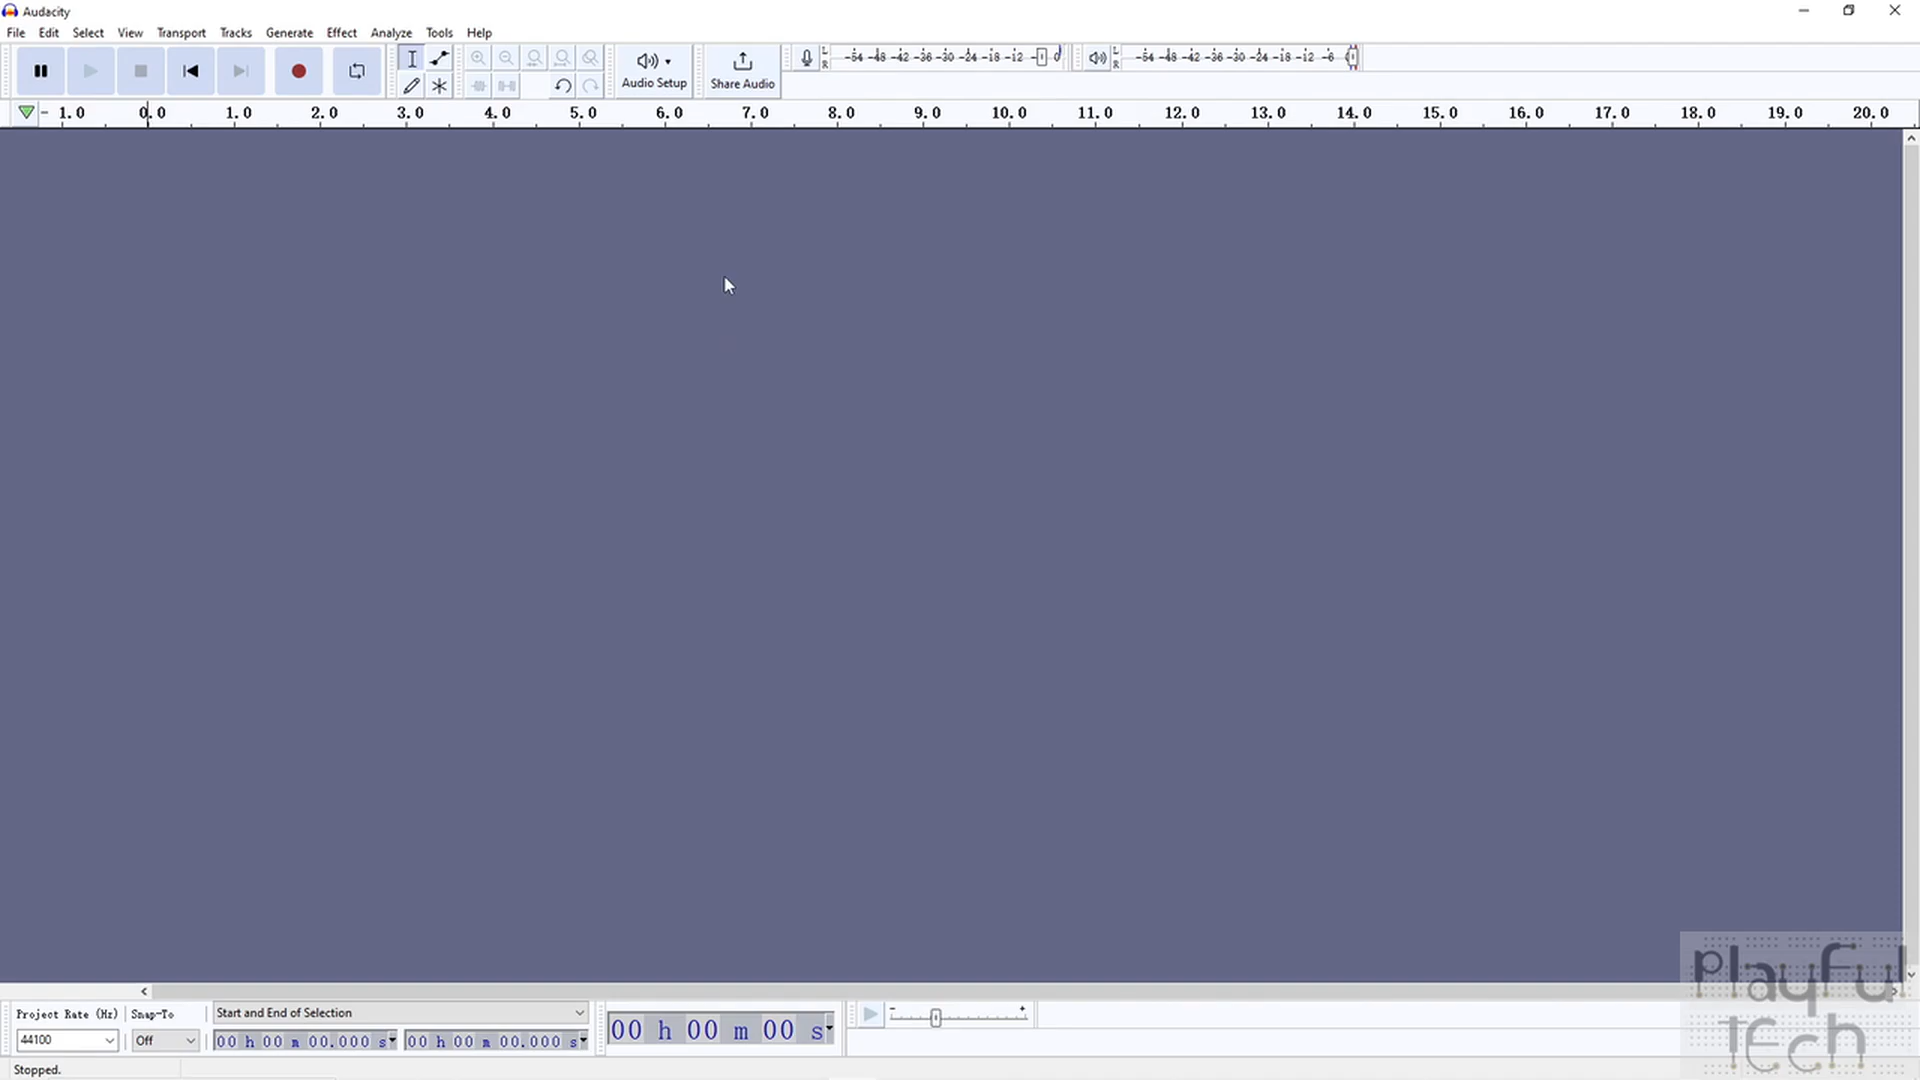 Audacity
File Edit Select View Transport Tracks Generate Effect Analyze Tools Help
Audio Setup
Share Audio
L
R
-54 -48 -42 -36 -30 -24 -18 -12 - 0
L
R
-54 -48 -42 -36 -30 -24 -18 -12 -6 0
- 1.0 0.0 1.0 2.0 3.0 4.0 5.0 6.0 7.0 8.0 9.0 10.0 11.0 12.0 13.0 14.0 15.0 16.0 17.0 18.0 19.0 20.0
Project Rate (Hz) Snap-To Start and End of Selection
44100 Off 00 h 00 m 00.000 s 00 h 00 m 00.000 s
00 h 00 m 00 s
- +
Stopped.
playful
tech